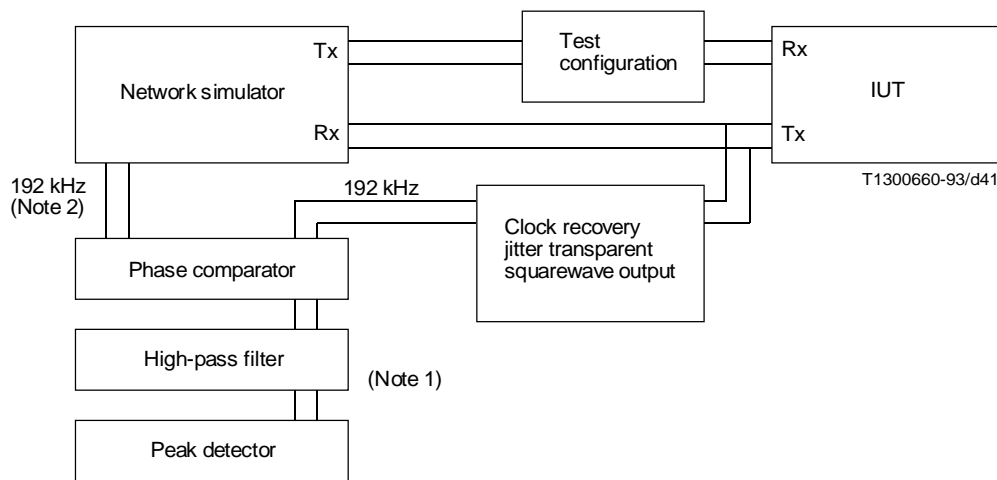 Tx
Test
configuration
Rx
Network simulator
IUT
Rx
Tx
T1300660-93/d41
192 kHz
(Note 2)
192 kHz
Clock recovery
jitter transparent
squarewave output
Phase comparator
High-pass filter
(Note 1)
Peak detector